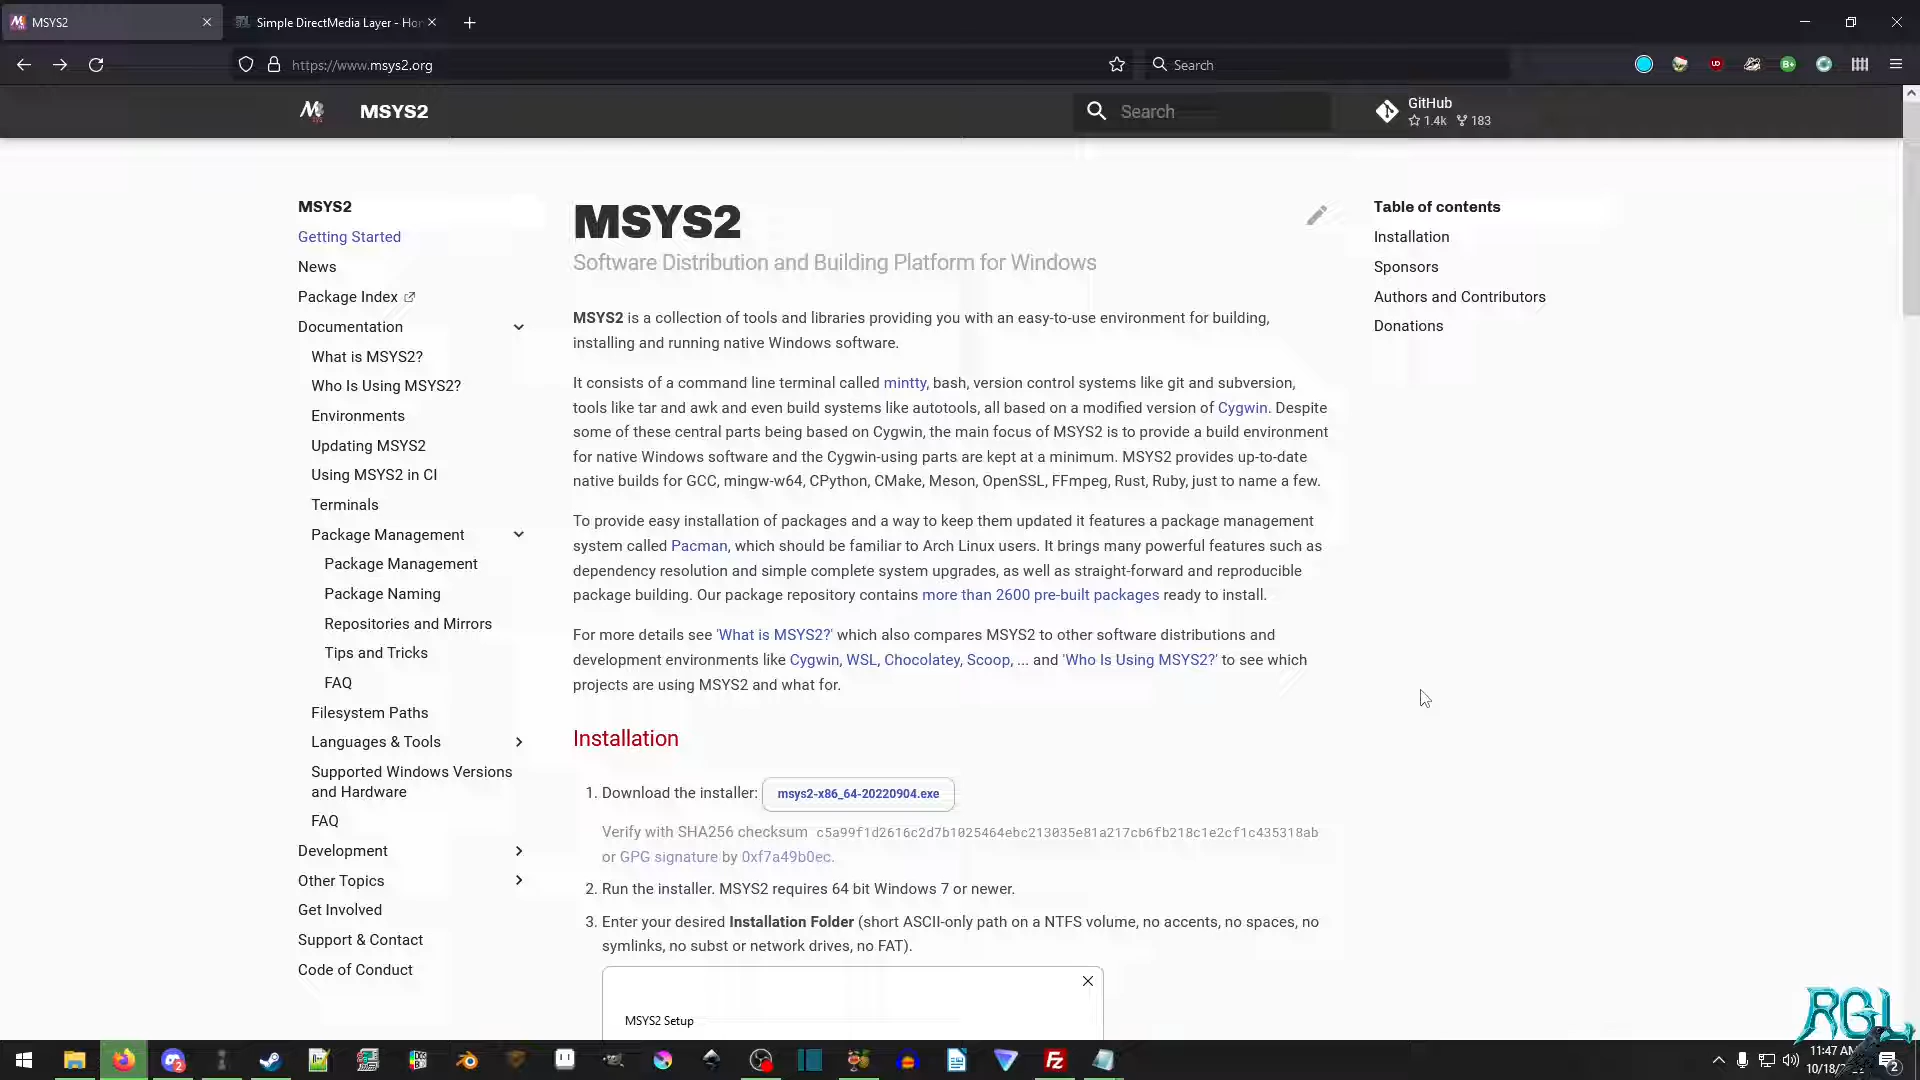 MSYS2
Simple DirectMedia Layer - Ho
https://www.msys2.org
Search
MSYS2
Search
GitHub
1.4k 183
MSYS2
Getting Started
News
Package Index
Documentation
What is MSYS2?
Who Is Using MSYS2?
Environments
Updating MSYS2
Using MSYS2 in CI
Terminals
Package Management
Package Management
Package Naming
Repositories and Mirrors
Tips and Tricks
FAQ
Filesystem Paths
Languages & Tools
Supported Windows Versions
and Hardware
FAQ
Development
Other Topics
Get Involved
Support & Contact
Code of Conduct
MSYS2
Software Distribution and Building Platform for Windows
MSYS2 is a collection of tools and libraries providing you with an easy-to-use environment for building,
installing and running native Windows software.
It consists of a command line terminal called mintty, bash, version control systems like git and subversion,
tools like tar and awk and even build systems like autotools, all based on a modified version of Cygwin. Despite
some of these central parts being based on Cygwin, the main focus of MSYS2 is to provide a build environment
for native Windows software and the Cygwin-using parts are kept at a minimum. MSYS2 provides up-to-date
native builds for GCC, mingw-w64, CPython, CMake, Meson, OpenSSL, FFmpeg, Rust, Ruby, just to name a few.
To provide easy installation of packages and a way to keep them updated it features a package management
system called Pacman, which should be familiar to Arch Linux users. It brings many powerful features such as
dependency resolution and simple complete system upgrades, as well as straight-forward and reproducible
package building. Our package repository contains more than 2600 pre-built packages ready to install.
For more details see 'What is MSYS2?' which also compares MSYS2 to other software distributions and
development environments like Cygwin, WSL, Chocolatey, Scoop, ... and 'Who Is Using MSYS2?' to see which
projects are using MSYS2 and what for.
Installation
1. Download the installer: msys2-x86_64-20220904.exe
Verify with SHA256 checksum c5a99f1d2616c2d7b1025464ebc213035e81a217cb6fb218c1e2cf1c435318ab
or GPG signature by 0xf7a49b0ec.
2. Run the installer. MSYS2 requires 64 bit Windows 7 or newer.
3. Enter your desired Installation Folder (short ASCII-only path on a NTFS volume, no accents, no spaces, no
symlinks, no subst or network drives, no FAT).
MSYS2 Setup
Table of contents
Installation
Sponsors
Authors and Contributors
Donations
RGL
11:47 AM
10/18/
2